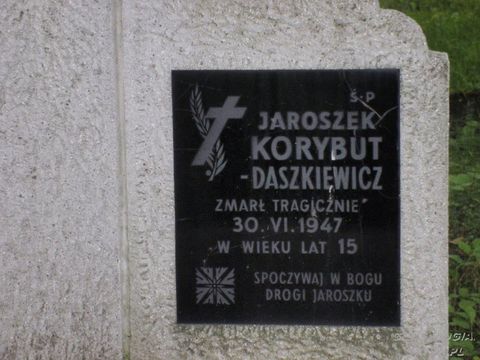 Ś.P
JAROSZEK
KORYBUT
-DASZKIEWICZ
ZMARŁ TRAGICZNIE
30.VI.1947
W WIEKU LAT 15
SPOCZYWAJ W BOGU
DROGI JAROSZKU